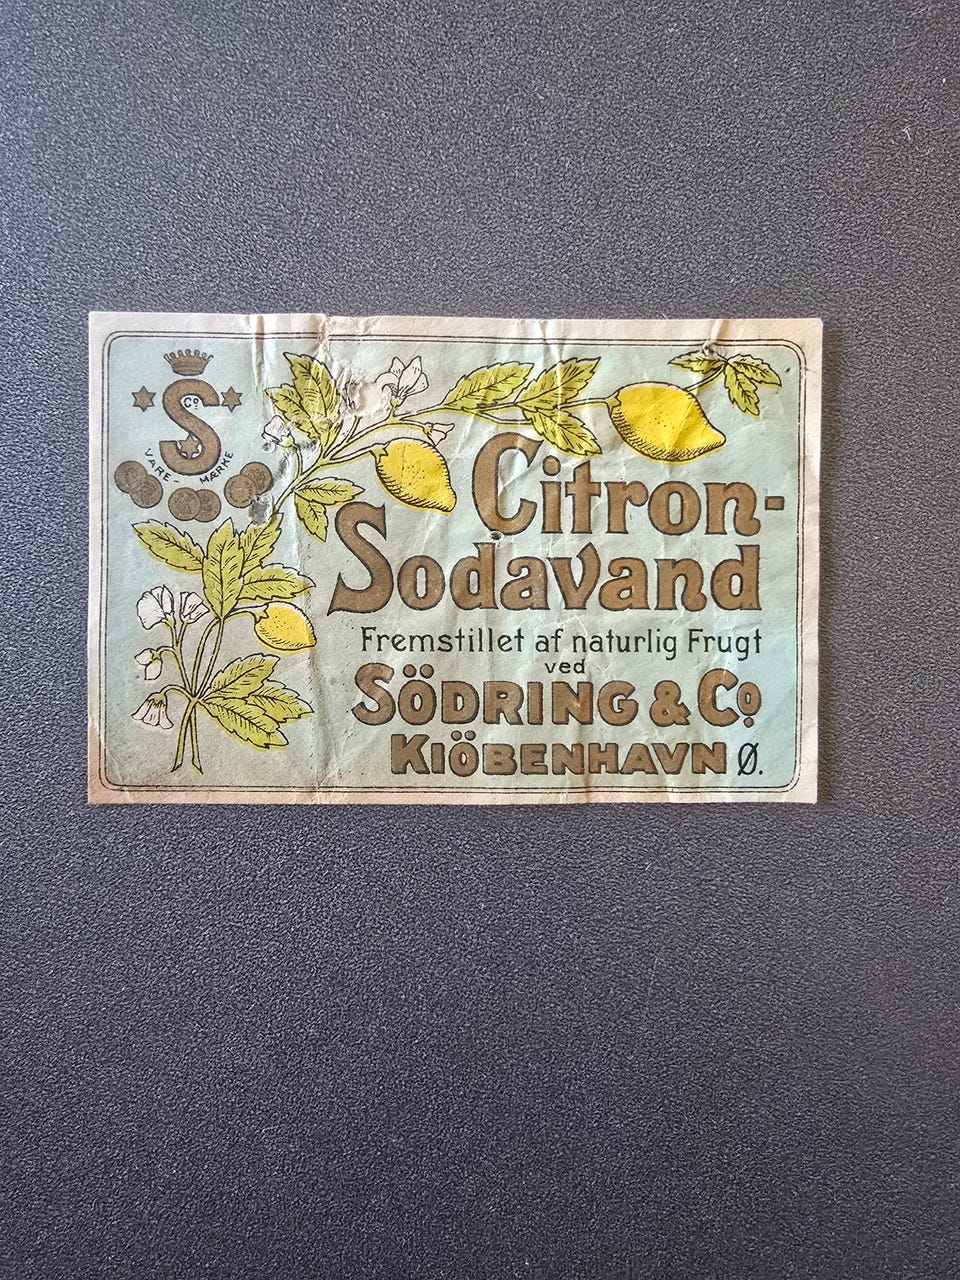 Co
S
VARE-MÆRKE
Citron-
Sodavand
Fremstillet af naturlig Frugt
ved
SÖDRING & Co
KIÖBENHAVN Ø.